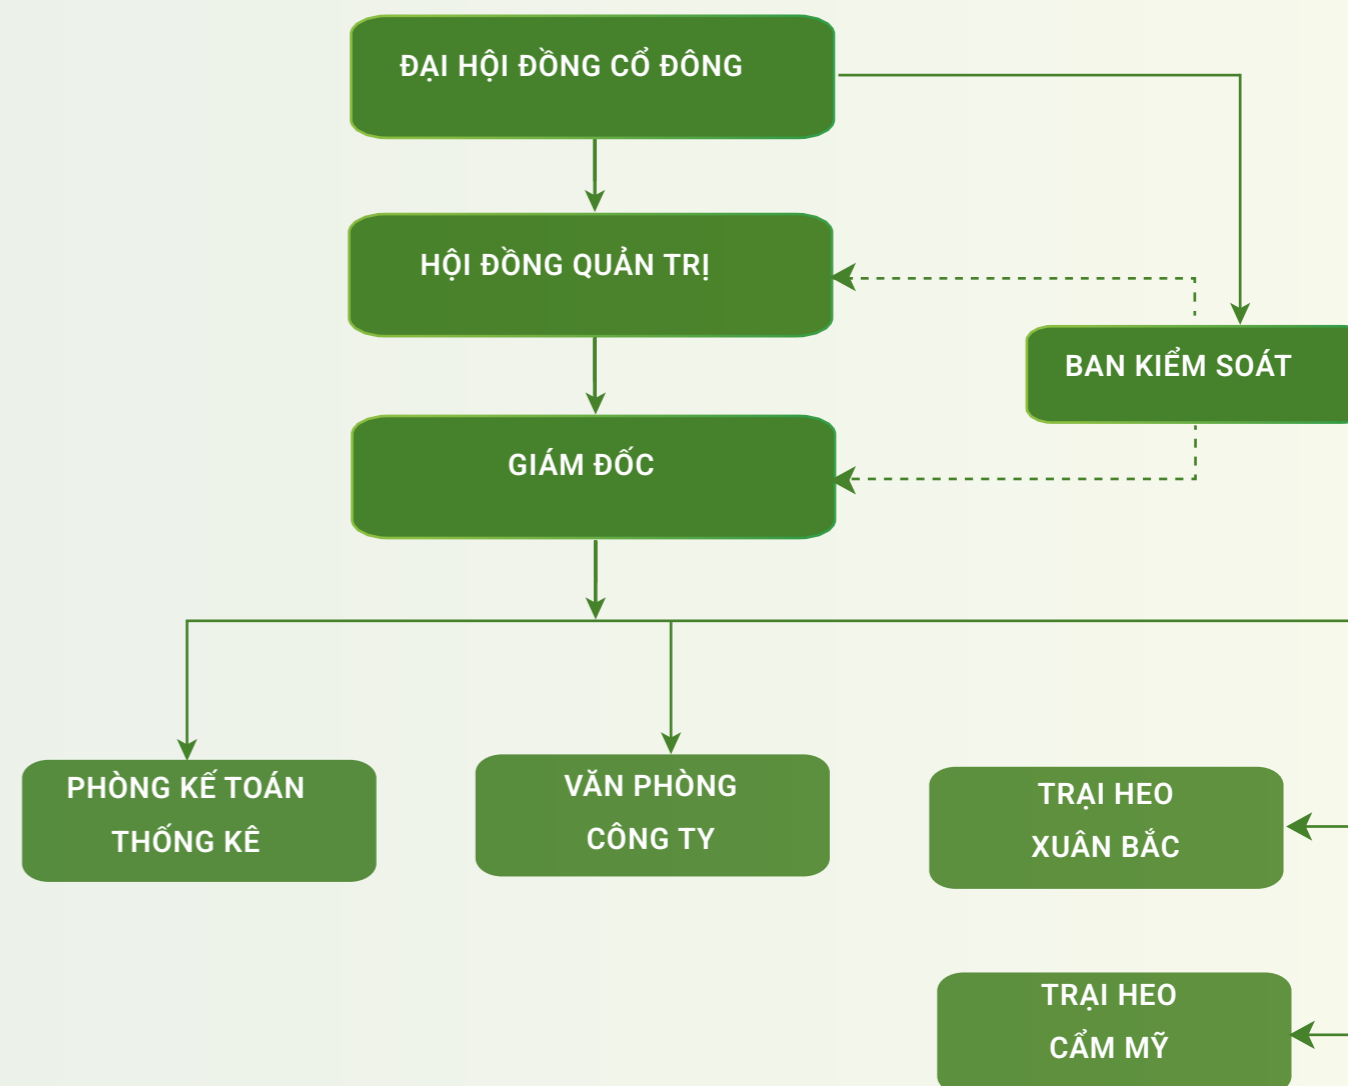 ĐẠI HỘI ĐỒNG CỔ ĐÔNG
HỘI ĐỒNG QUẢN TRỊ
BAN KIỂM SOÁT
GIÁM ĐỐC
PHÒNG KẾ TOÁN
THỐNG KÊ
VĂN PHÒNG
CÔNG TY
TRẠI HEO
XUÂN BẮC
TRẠI HEO
CẨM MỸ